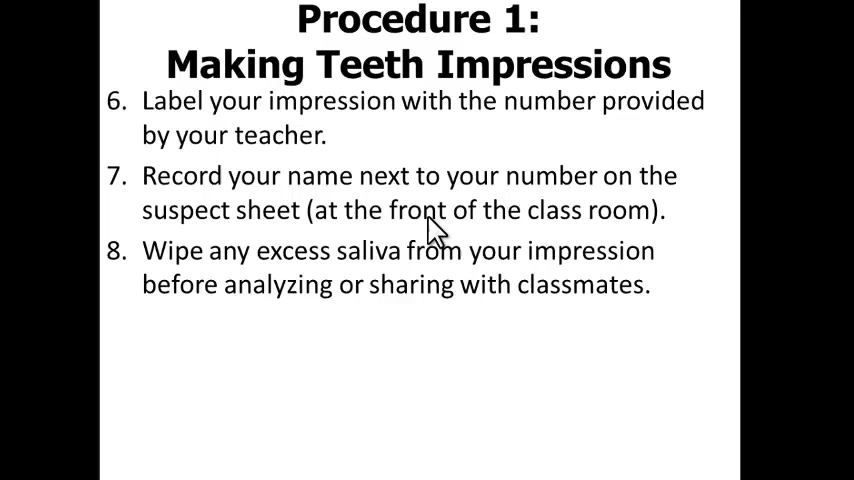 Procedure 1:
Making Teeth Impressions
6. Label your impression with the number provided
by your teacher.
7. Record your name next to your number on the
suspect sheet (at the front of the class room).
8. Wipe any excess saliva from your impression
before analyzing or sharing with classmates.